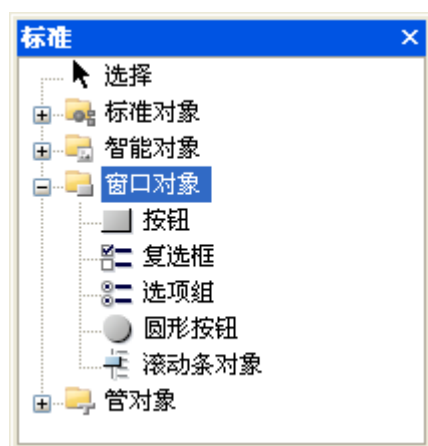 标准
选择
标准对象
智能对象
窗口对象
按钮
复选框
选项组
圆形按钮
滚动条对象
管对象